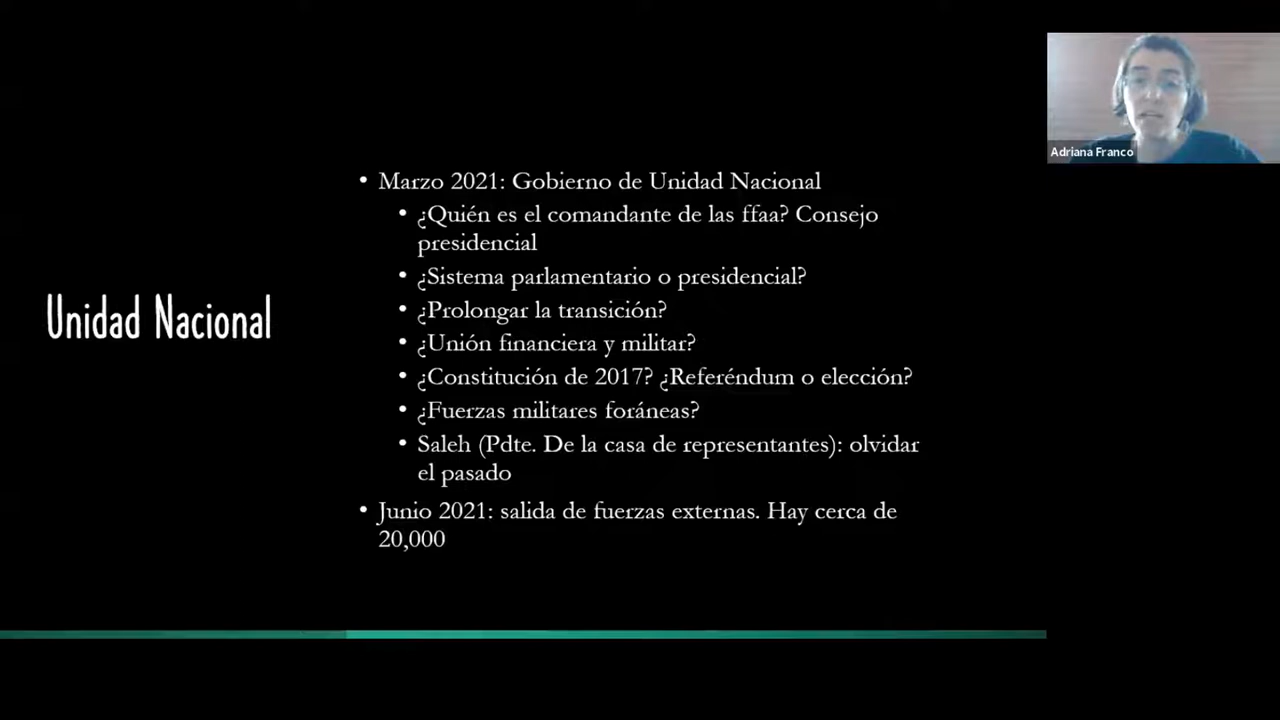 Adriana Franco
Unidad Nacional
• Marzo 2021: Gobierno de Unidad Nacional
• ¿Quién es el comandante de las ffaa? Consejo
presidencial
• ¿Sistema parlamentario o presidencial?
• ¿Prolongar la transición?
• ¿Unión financiera y militar?
• ¿Constitución de 2017? ¿Referéndum o elección?
• ¿Fuerzas militares foráneas?
• Saleh (Pdte. De la casa de representantes): olvidar
el pasado
• Junio 2021: salida de fuerzas externas. Hay cerca de
20,000